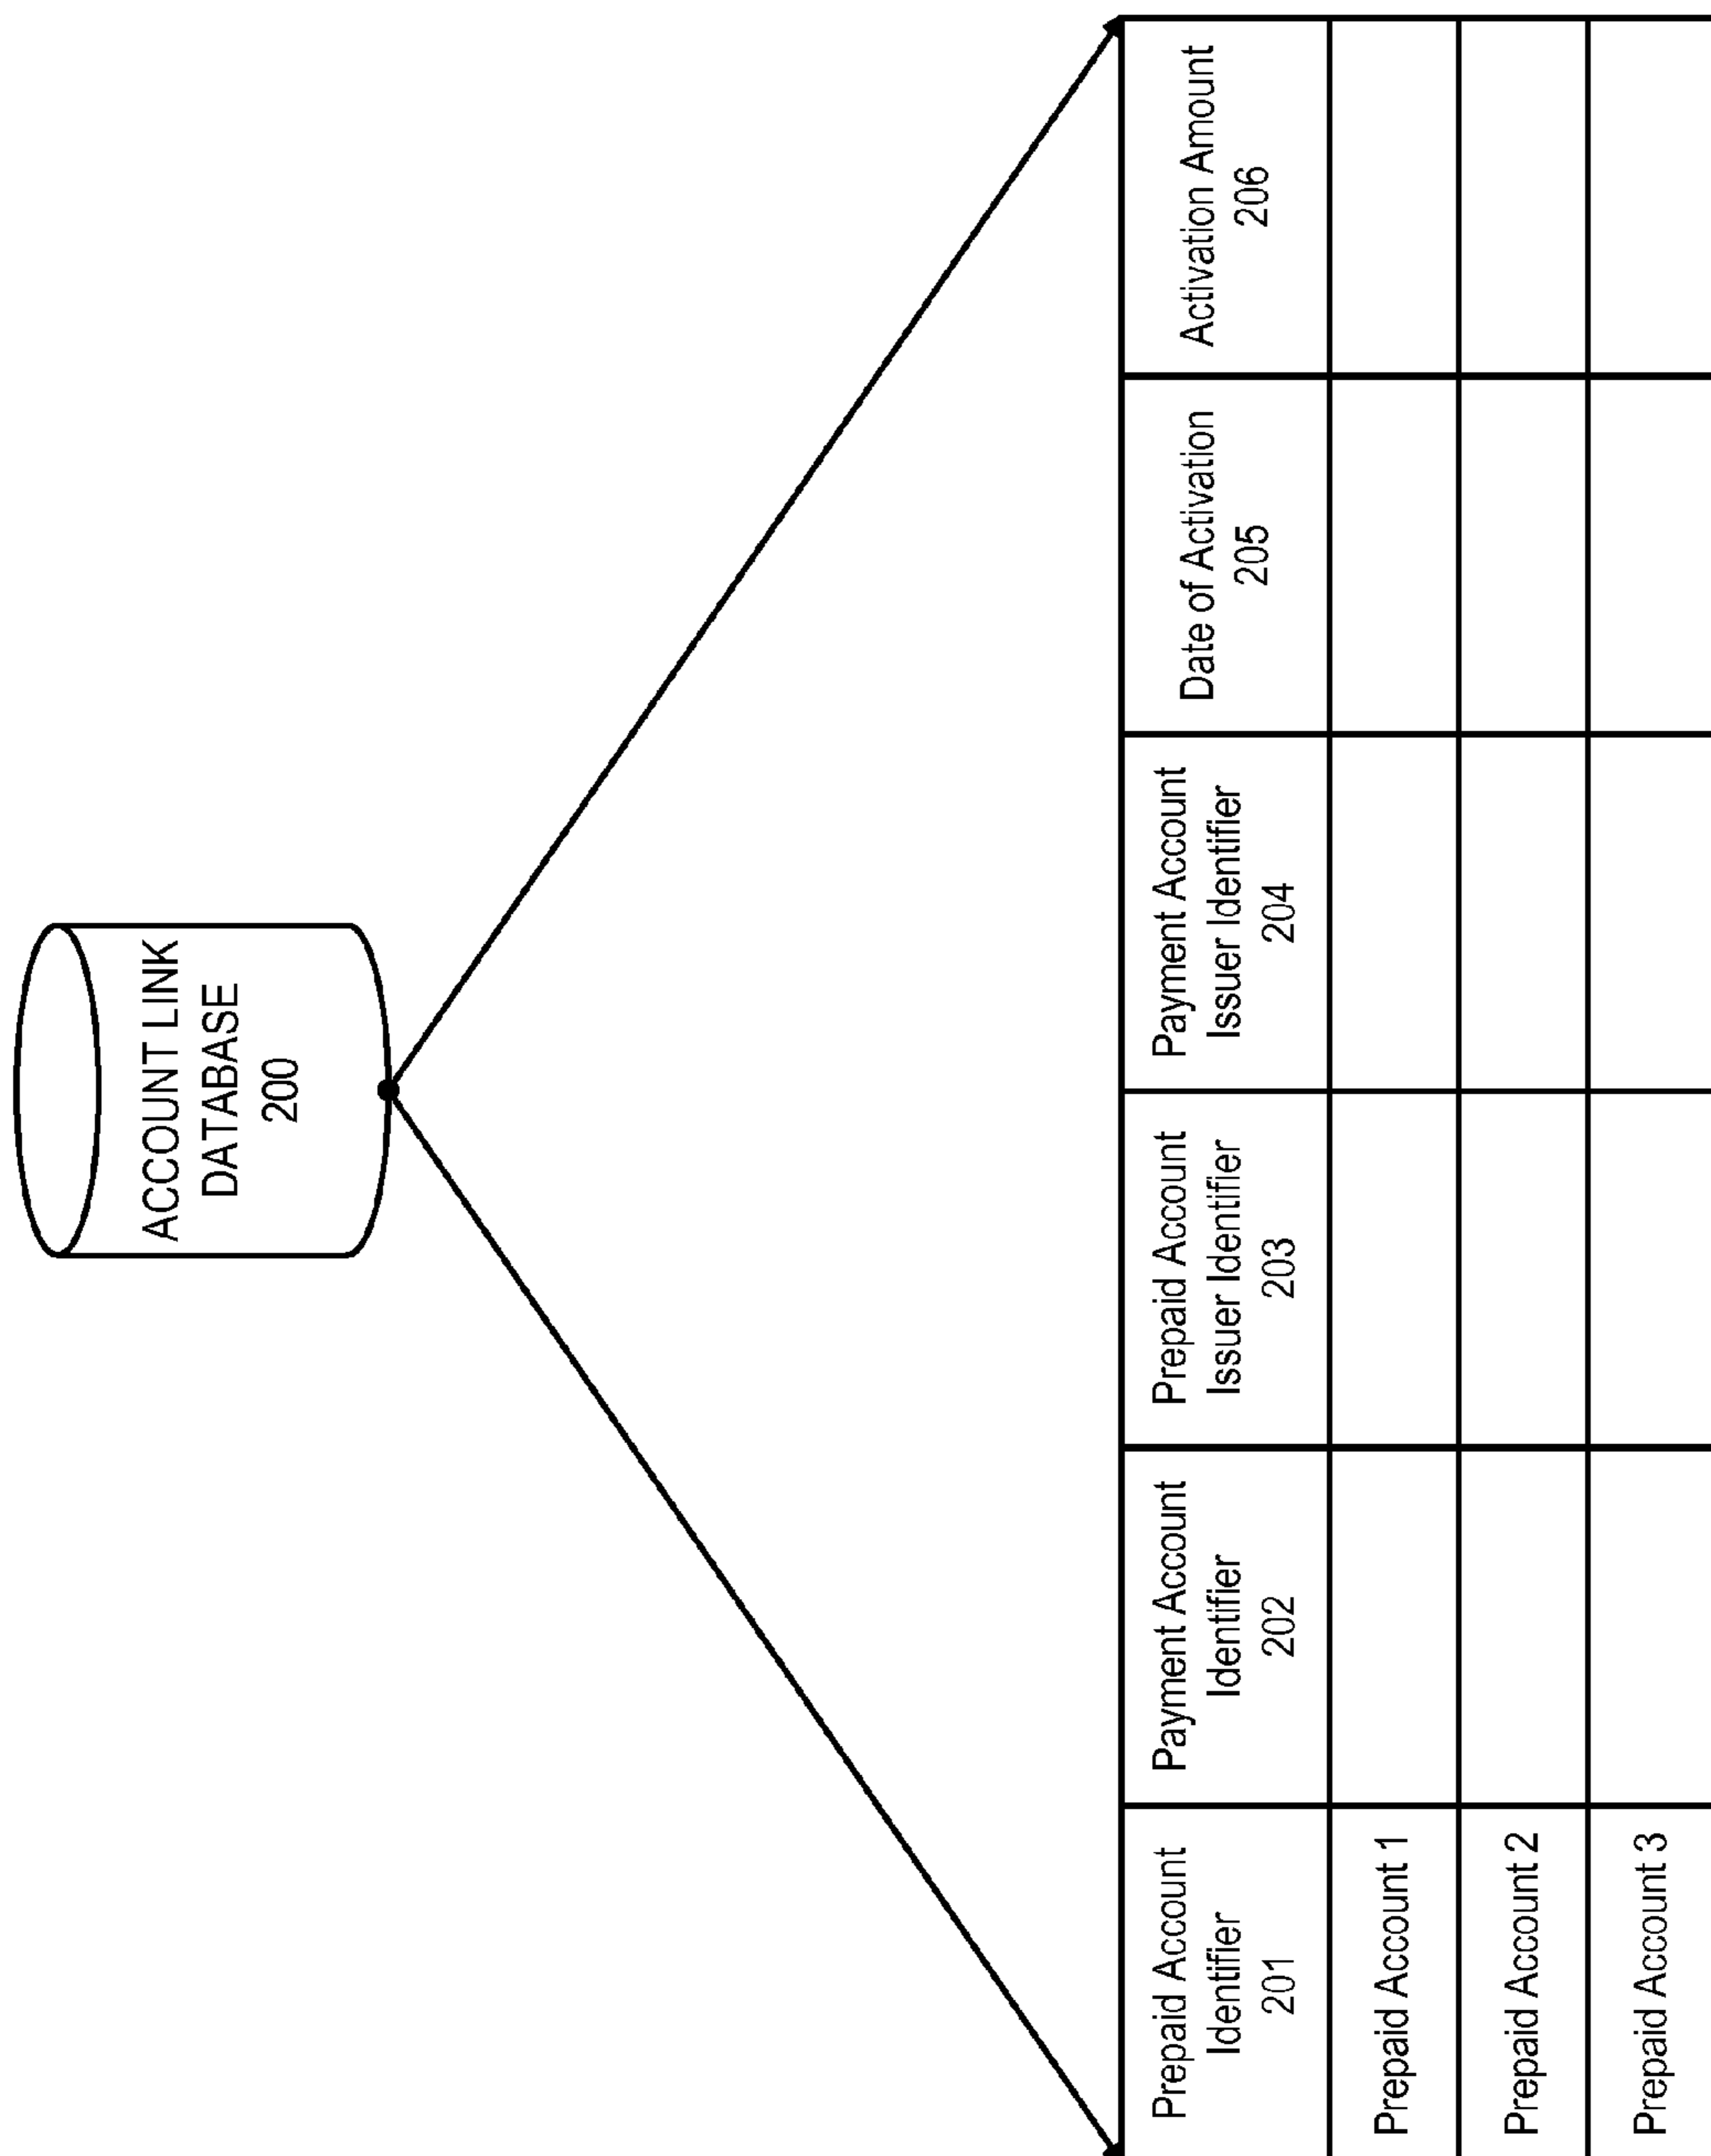 ACCOUNT LINK
DATABASE
200
Prepaid Account
Identifier
201
Payment Account
Identifier
202
Prepaid Account
Issuer Identifier
203
Payment Account
Issuer Identifier
204
Date of Activation
205
Activation Amount
206
Prepaid Account 1
Prepaid Account 2
Prepaid Account 3